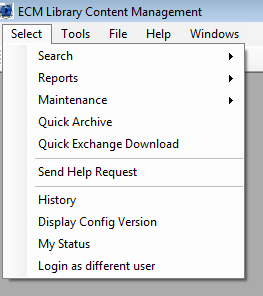 ECM Library Content Management
Select Tools File Help Windows
Search
Reports
Maintenance
Quick Archive
Quick Exchange Download
Send Help Request
History
Display Config Version
My Status
Login as different user